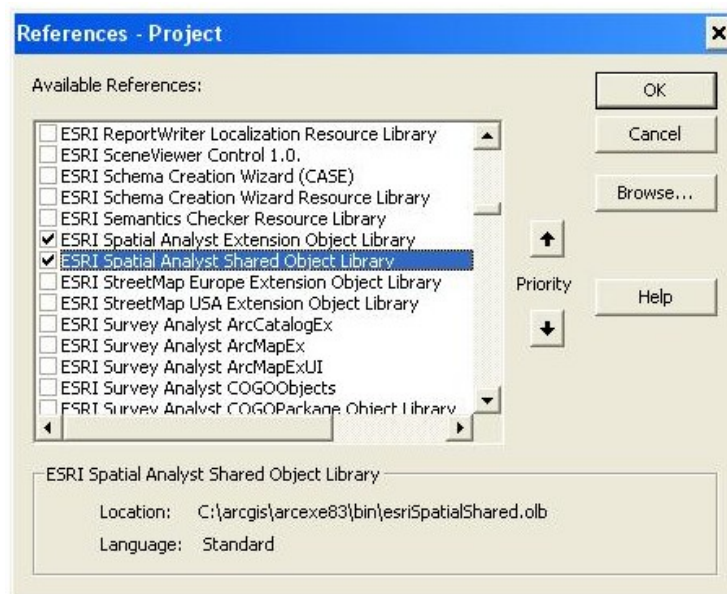 References - Project
Available References:
OK
Cancel
Browse...
Priority
Help
ESRI ReportWriter Localization Resource Library
ESRI SceneViewer Control 1.0.
ESRI Schema Creation Wizard (CASE)
ESRI Schema Creation Wizard Resource Library
ESRI Semantics Checker Resource Library
ESRI Spatial Analyst Extension Object Library
ESRI Spatial Analyst Shared Object Library
ESRI StreetMap Europe Extension Object Library
ESRI StreetMap USA Extension Object Library
ESRI Survey Analyst ArcCatalogEx
ESRI Survey Analyst ArcMapEx
ESRI Survey Analyst ArcMapExUI
ESRI Survey Analyst COGOObjects
ESRI Survey Analyst COGOPackage Object Library
ESRI Spatial Analyst Shared Object Library
Location: C:\arcgis\arcexe83\bin\esriSpatialShared.olb
Language: Standard